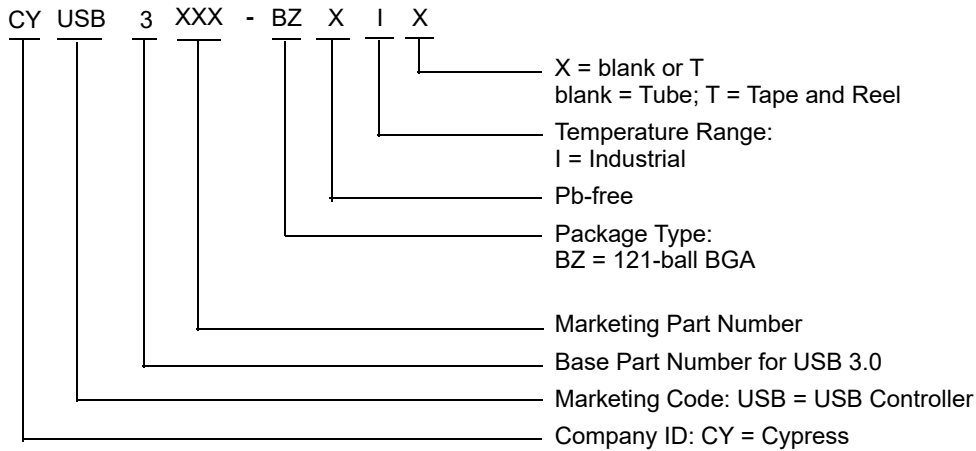 CY USB 3 XXX - BZ X I X
X = blank or T
blank = Tube; T = Tape and Reel
Temperature Range:
I = Industrial
Pb-free
Package Type:
BZ = 121-ball BGA
Marketing Part Number
Base Part Number for USB 3.0
Marketing Code: USB = USB Controller
Company ID: CY = Cypress